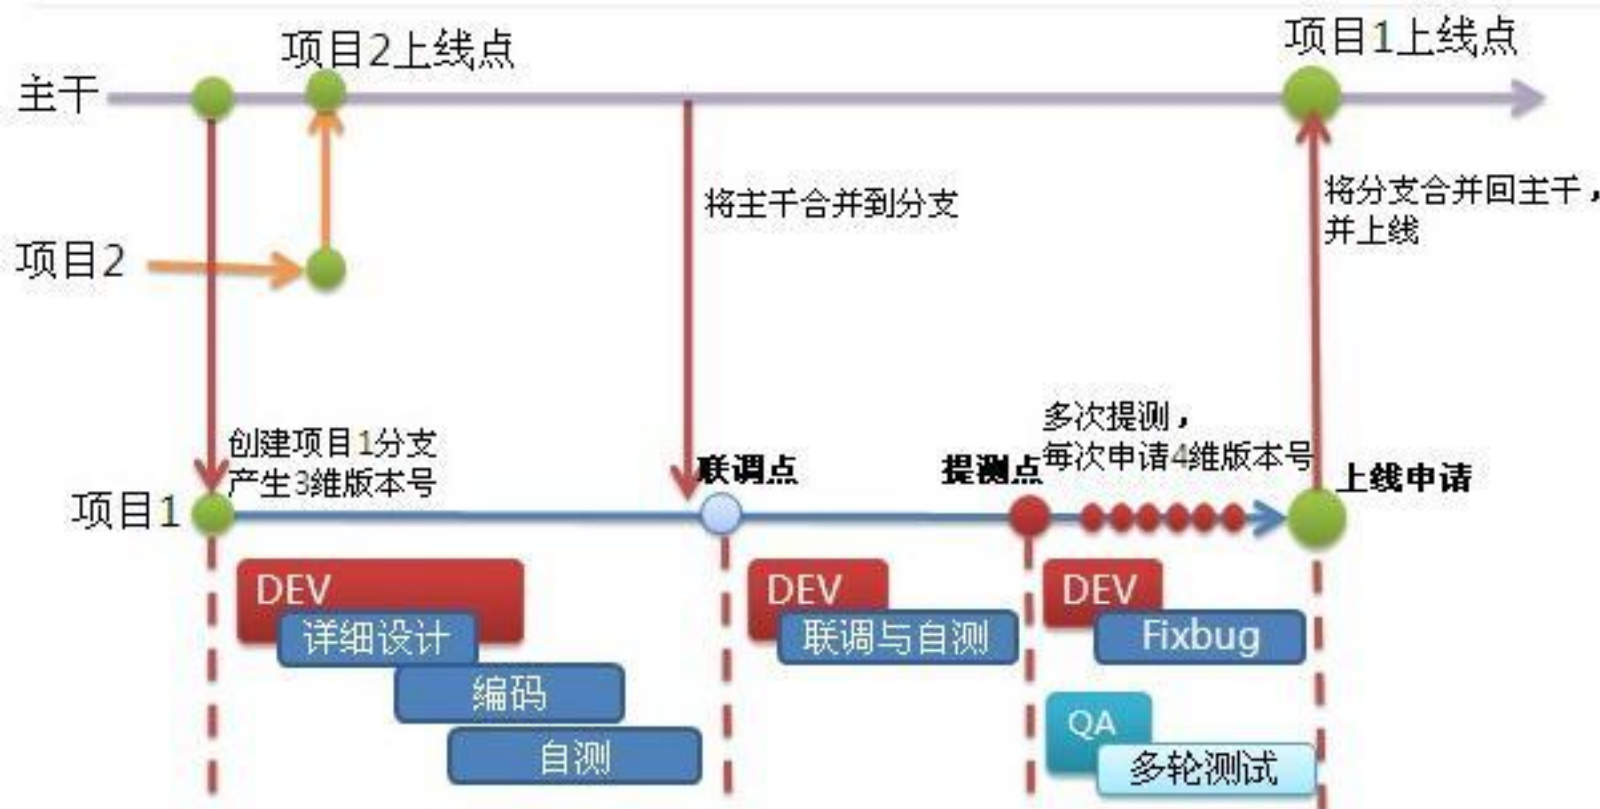 项目2上线点
项目1上线点
主干
将主干合并到分支
将分支合并回主干，
并上线
项目2
创建项目1分支
产生3维版本号
联调点
提测点
多次提测，
每次申请4维版本号
上线申请
项目1
DEV
详细设计
编码
自测
DEV
联调与自测
DEV
Fixbug
QA
多轮测试